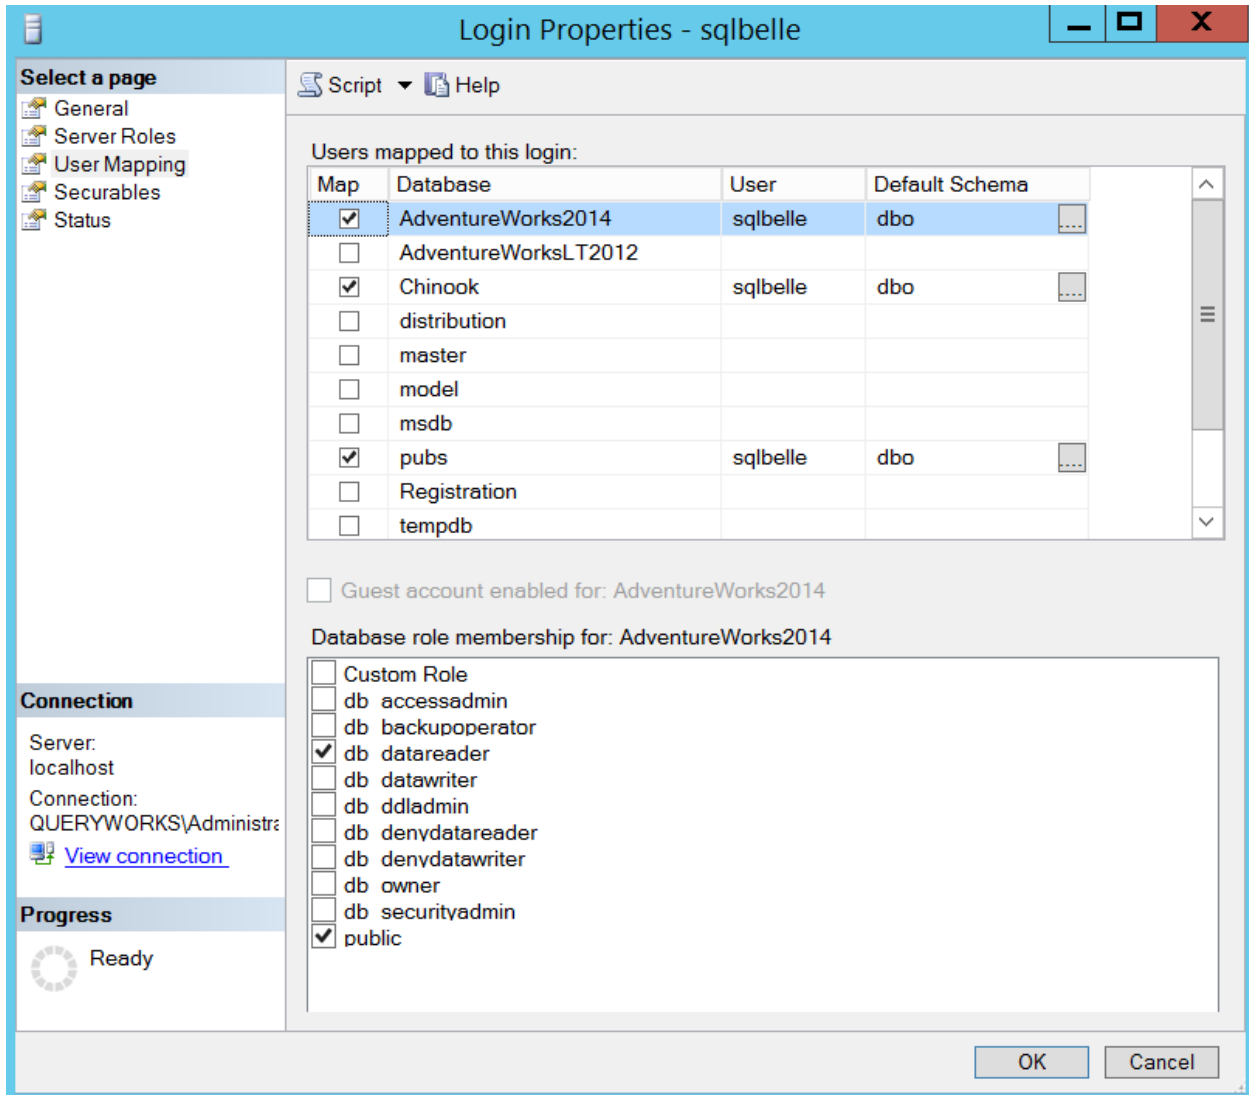 Login Properties - sqlbelle
Select a page
General
Server Roles
User Mapping
Securables
Status
Script Help
Users mapped to this login:
Map Database User Default Schema
AdventureWorks2014 sqlbelle dbo ....
AdventureWorksLT2012
Chinook sqlbelle dbo ....
distribution
master
model
msdb
pubs sqlbelle dbo ....
Registration
tempdb
Guest account enabled for: AdventureWorks2014
Database role membership for: AdventureWorks2014
Custom Role
db_accessadmin
db_backupoperator
db_datareader
db_datawriter
db_ddladmin
db_denydatareader
db_denydatawriter
db_owner
db_securityadmin
public
Connection
Server:
localhost
Connection:
QUERYWORKS\Administra
View connection
Progress
Ready
OK Cancel